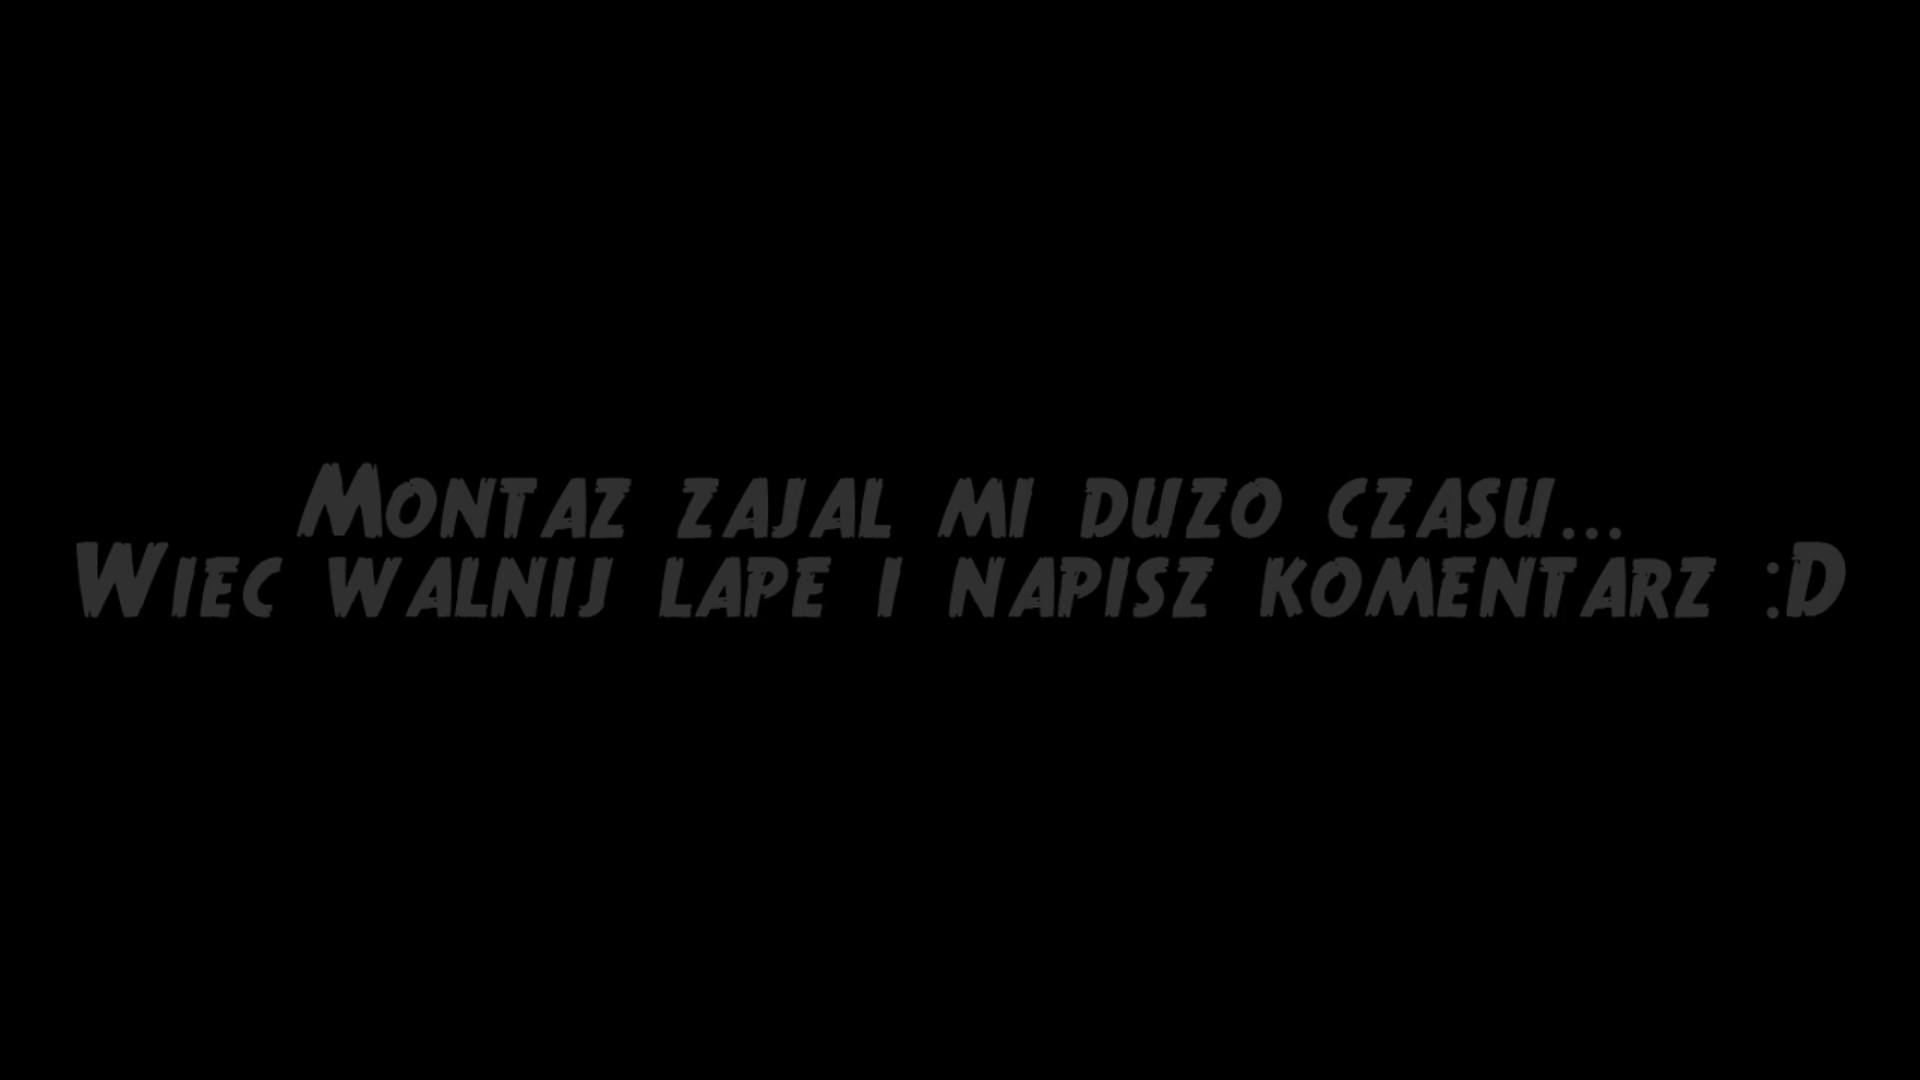 Montaz zajal mi duzo czasu...
Wiec walnij lape i napisz komentarz :D